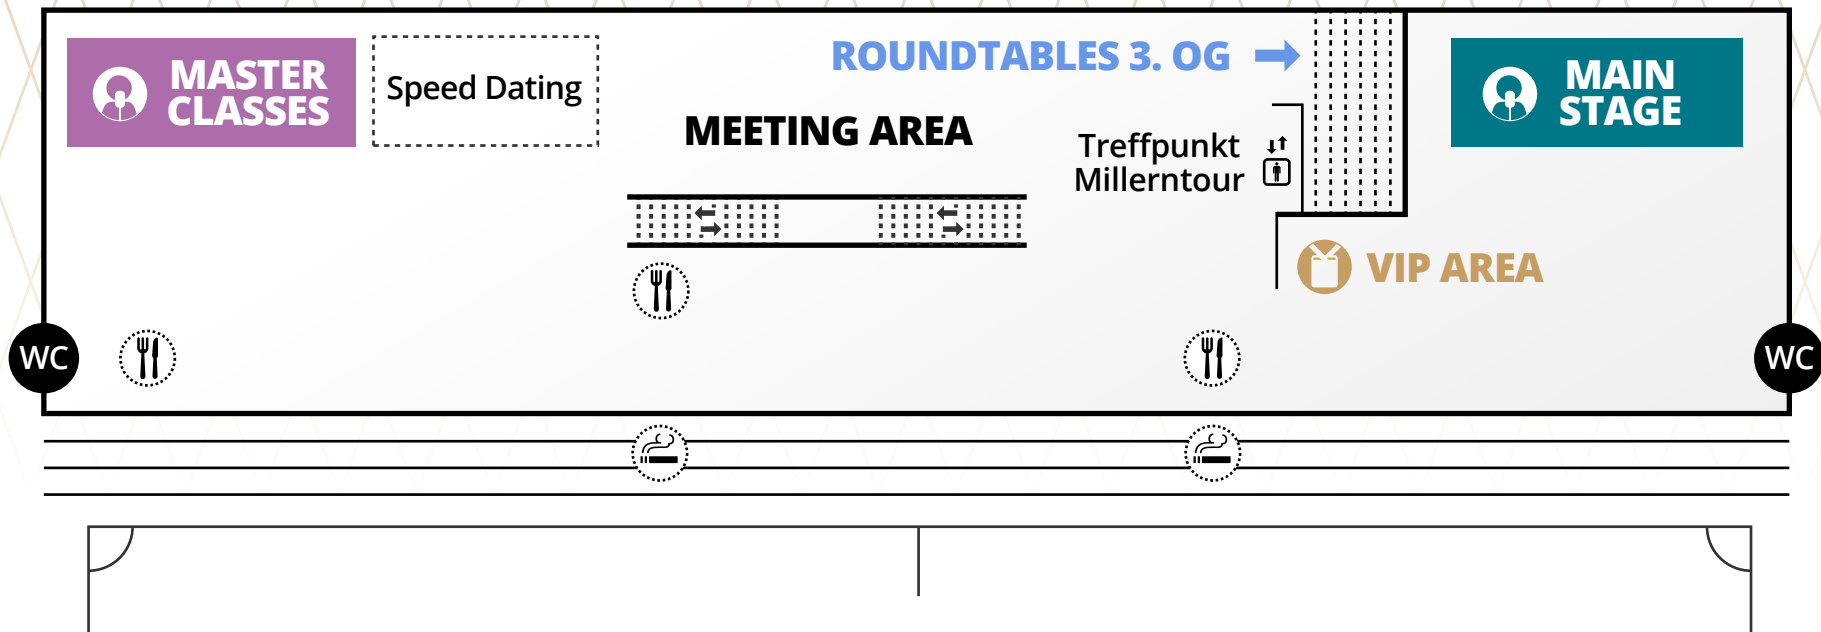 MASTER
CLASSES
Speed Dating
ROUNDTABLES 3. OG
MEETING AREA
Treffpunkt
Millerntour
MAIN
STAGE
VIP AREA
WC
WC